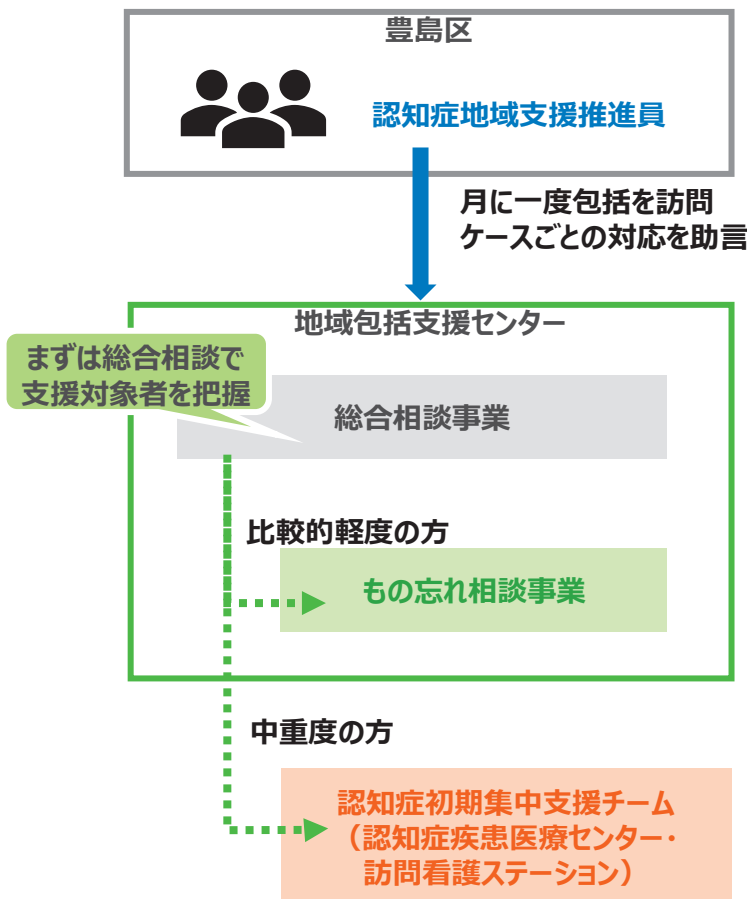 豊島区
認知症地域支援推進員
月に一度包括を訪問
ケースごとの対応を助言
地域包括支援センター
まずは総合相談で
支援対象者を把握
総合相談事業
比較的軽度の方
もの忘れ相談事業
中重度の方
認知症初期集中支援チーム
（認知症疾患医療センター・
訪問看護ステーション）